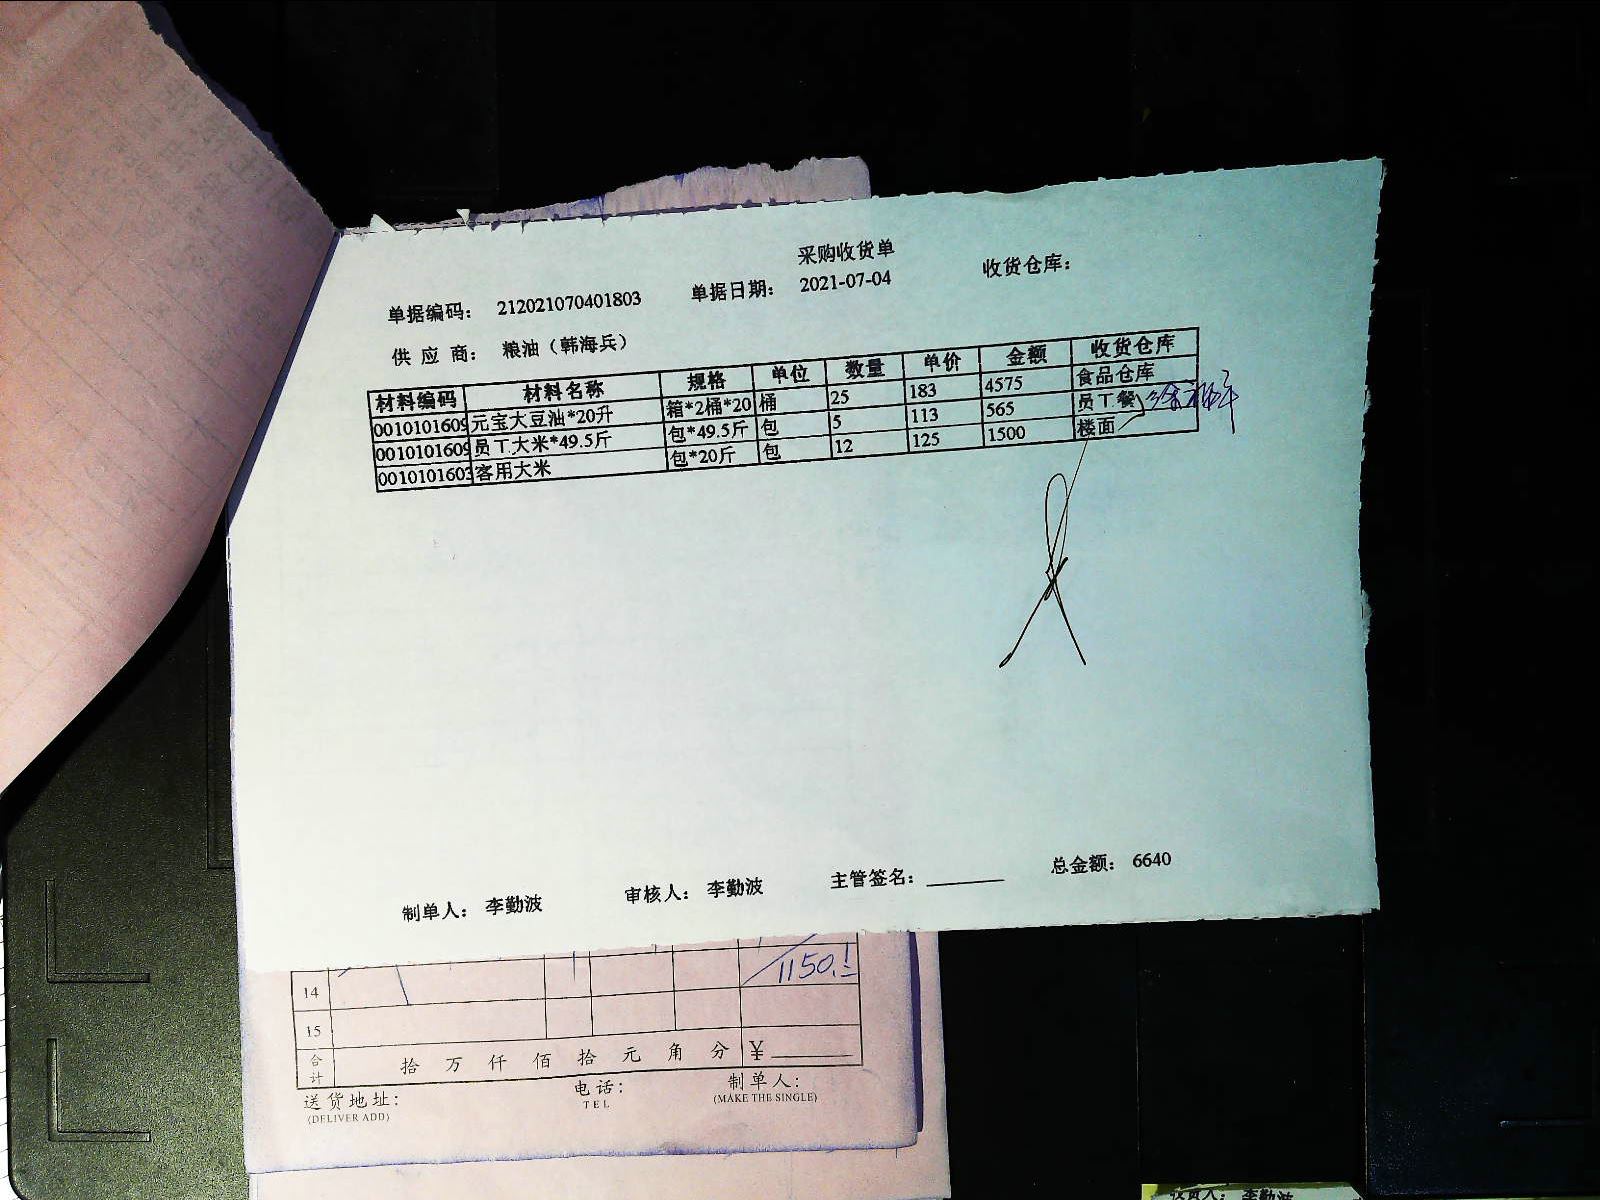 采购收货单
单据编码： 212021070401803 单据日期： 2021-07-04 收货仓库：
供 应 商： 粮油（韩海兵）
材料编码 材料名称 规格 单位 数量 单价 金额 收货仓库
0010101609 元宝大豆油*20升 箱*2桶*20 桶 25 183 4575 食品仓库
0010101609 员工大米*49.5斤 包*49.5斤 包 5 113 565 员工餐
0010101603 客用大米 包*20斤 包 12 125 1500 楼面
制单人： 李勤波 审核人： 李勤波 主管签名： 总金额： 6640
14 1150.
15
合计 拾 万 仟 佰 拾 元 角 分 ¥
送货地址： 电话： 制单人：
(DELIVER ADD) TEL (MAKE THE SINGLE)
李勤波